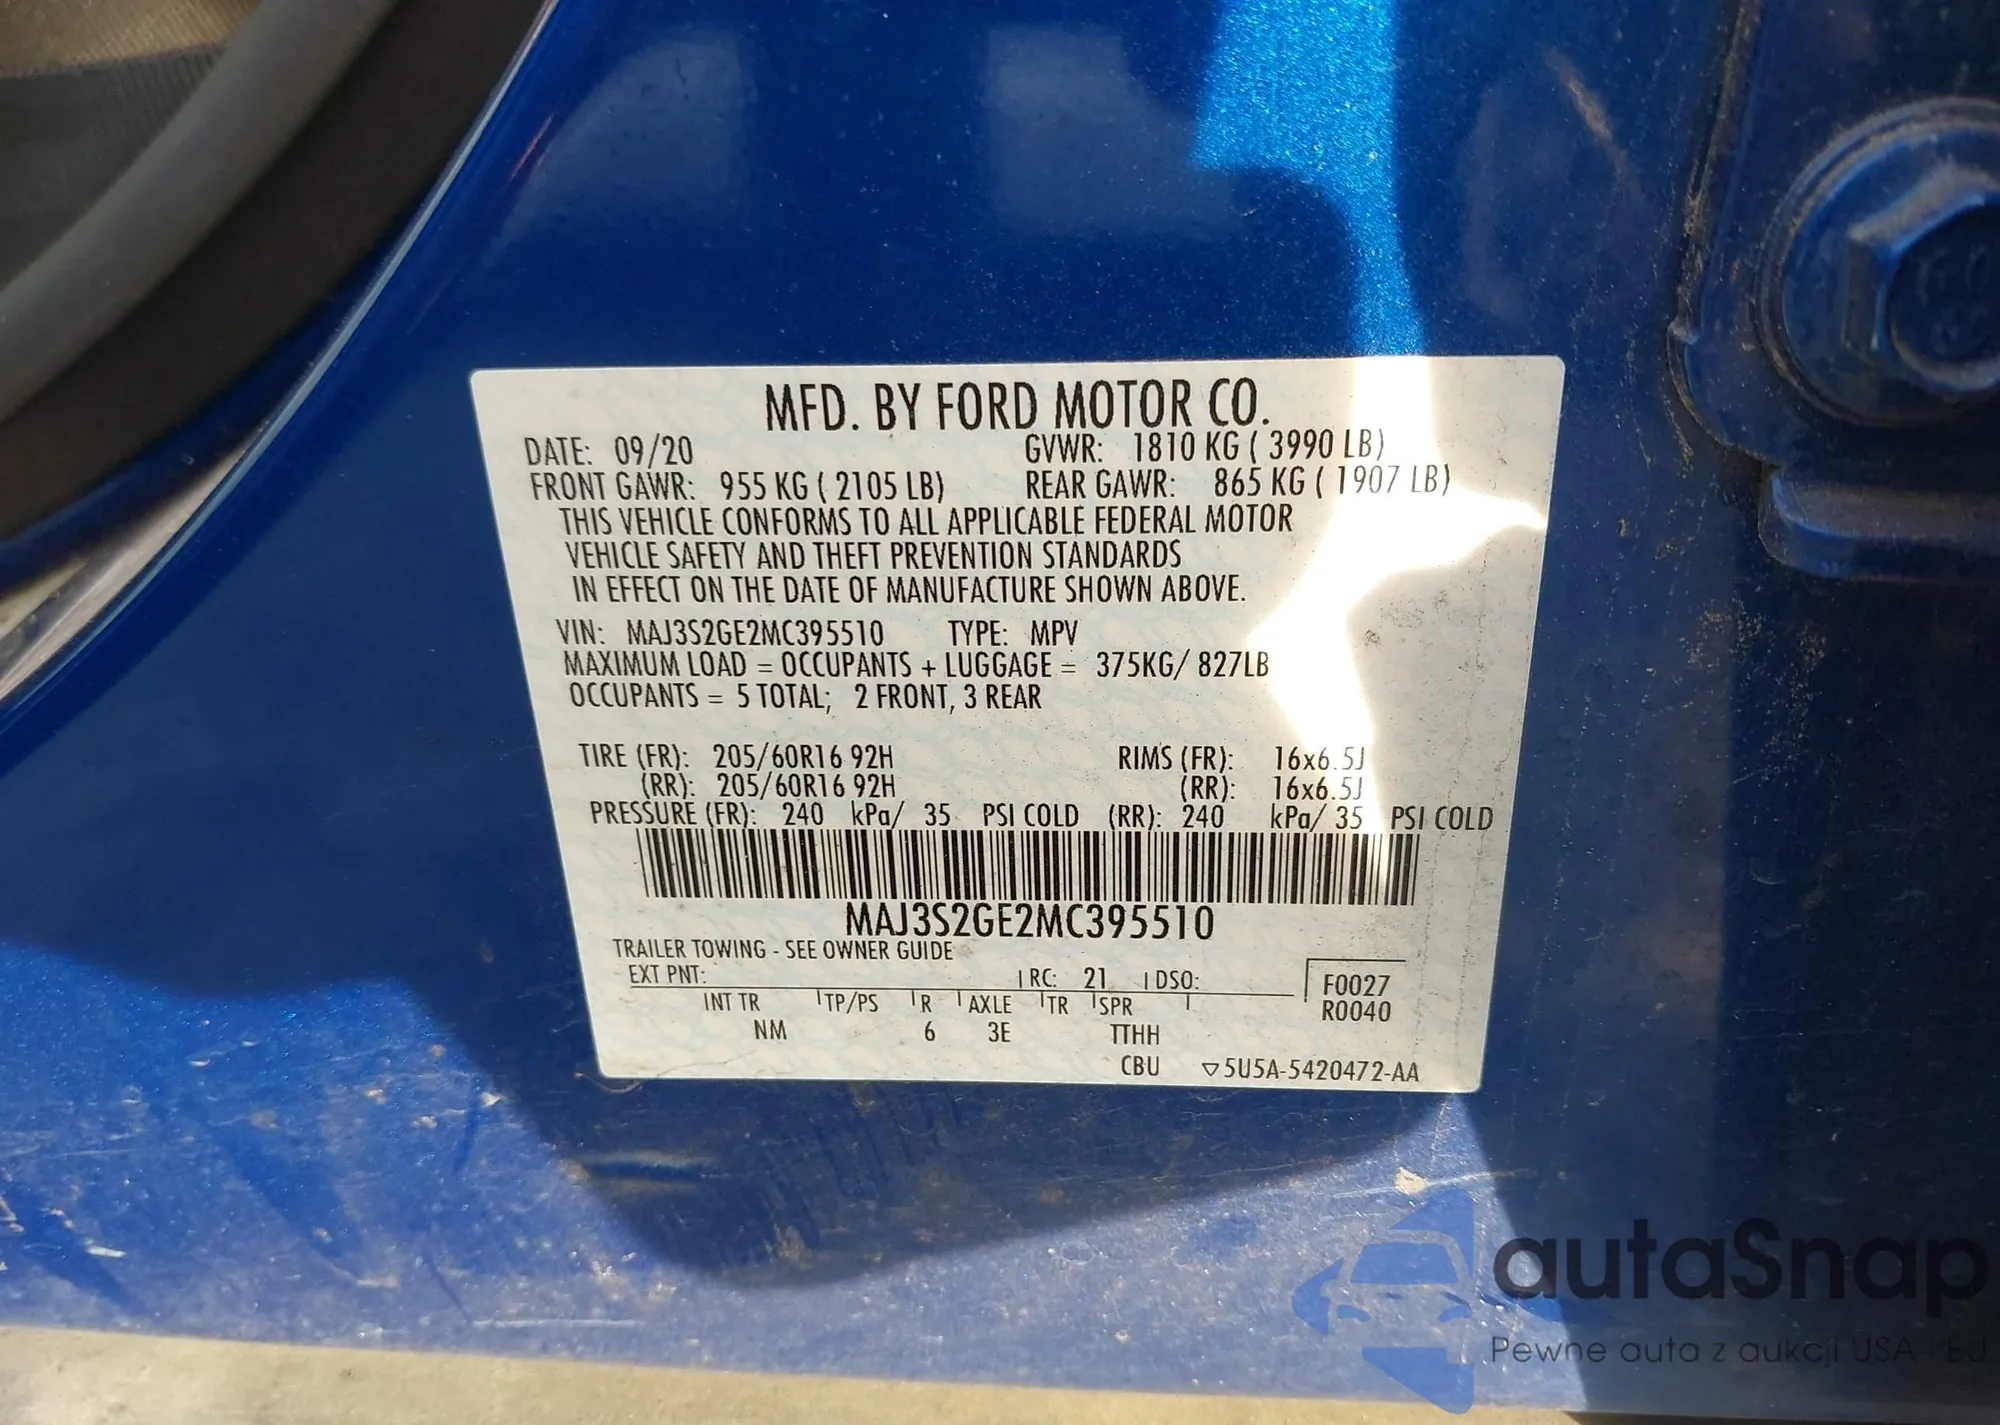 MFD. BY FORD MOTOR CO.
DATE: 09/20 GVWR: 1810 KG ( 3990 LB)
FRONT GAWR: 955 KG ( 2105 LB) REAR GAWR: 865 KG ( 1907 LB)
THIS VEHICLE CONFORMS TO ALL APPLICABLE FEDERAL MOTOR
VEHICLE SAFETY AND THEFT PREVENTION STANDARDS
IN EFFECT ON THE DATE OF MANUFACTURE SHOWN ABOVE.
VIN: MAJ3S2GE2MC395510 TYPE: MPV
MAXIMUM LOAD = OCCUPANTS + LUGGAGE = 375KG/ 827LB
OCCUPANTS = 5 TOTAL; 2 FRONT, 3 REAR
TIRE (FR): 205/60R16 92H RIMS (FR): 16x6.5J
(RR): 205/60R16 92H (RR): 16x6.5J
PRESSURE (FR): 240 kPa/ 35 PSI COLD (RR): 240 kPa/ 35 PSI COLD
MAJ3S2GE2MC395510
TRAILER TOWING - SEE OWNER GUIDE
EXT PNT: RC: 21 DSO: F0027
INT TR TP/PS R AXLE TR SPR R0040
NM 6 3E TTHH
CBU 5U5A-5420472-AA
autaSnap
Pewne auta z aukcji USA i EU